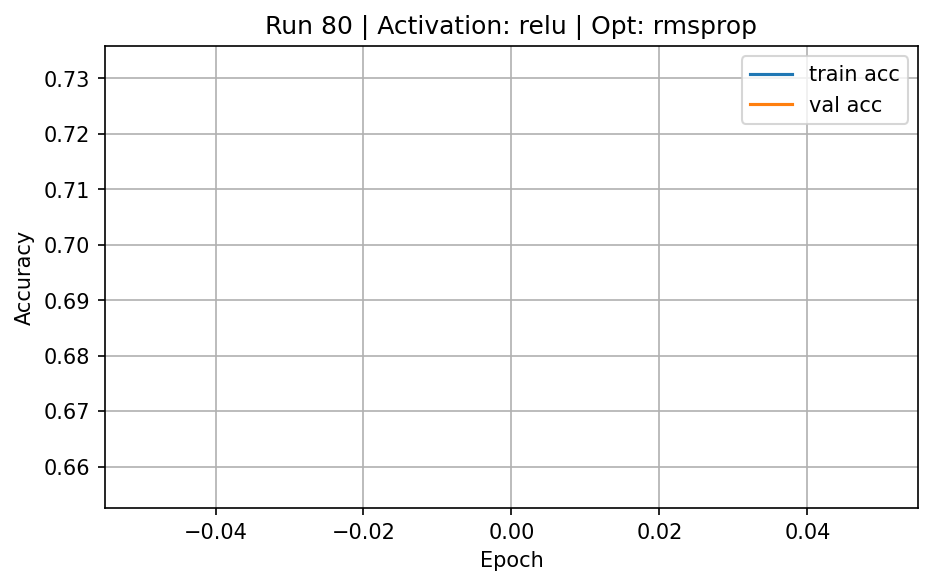 Run 80 | Activation: relu | Opt: rmsprop
train acc
val acc
0.73
0.72
0.71
0.70
0.69
0.68
0.67
0.66
Accuracy
−0.04
−0.02
0.00
0.02
0.04
Epoch